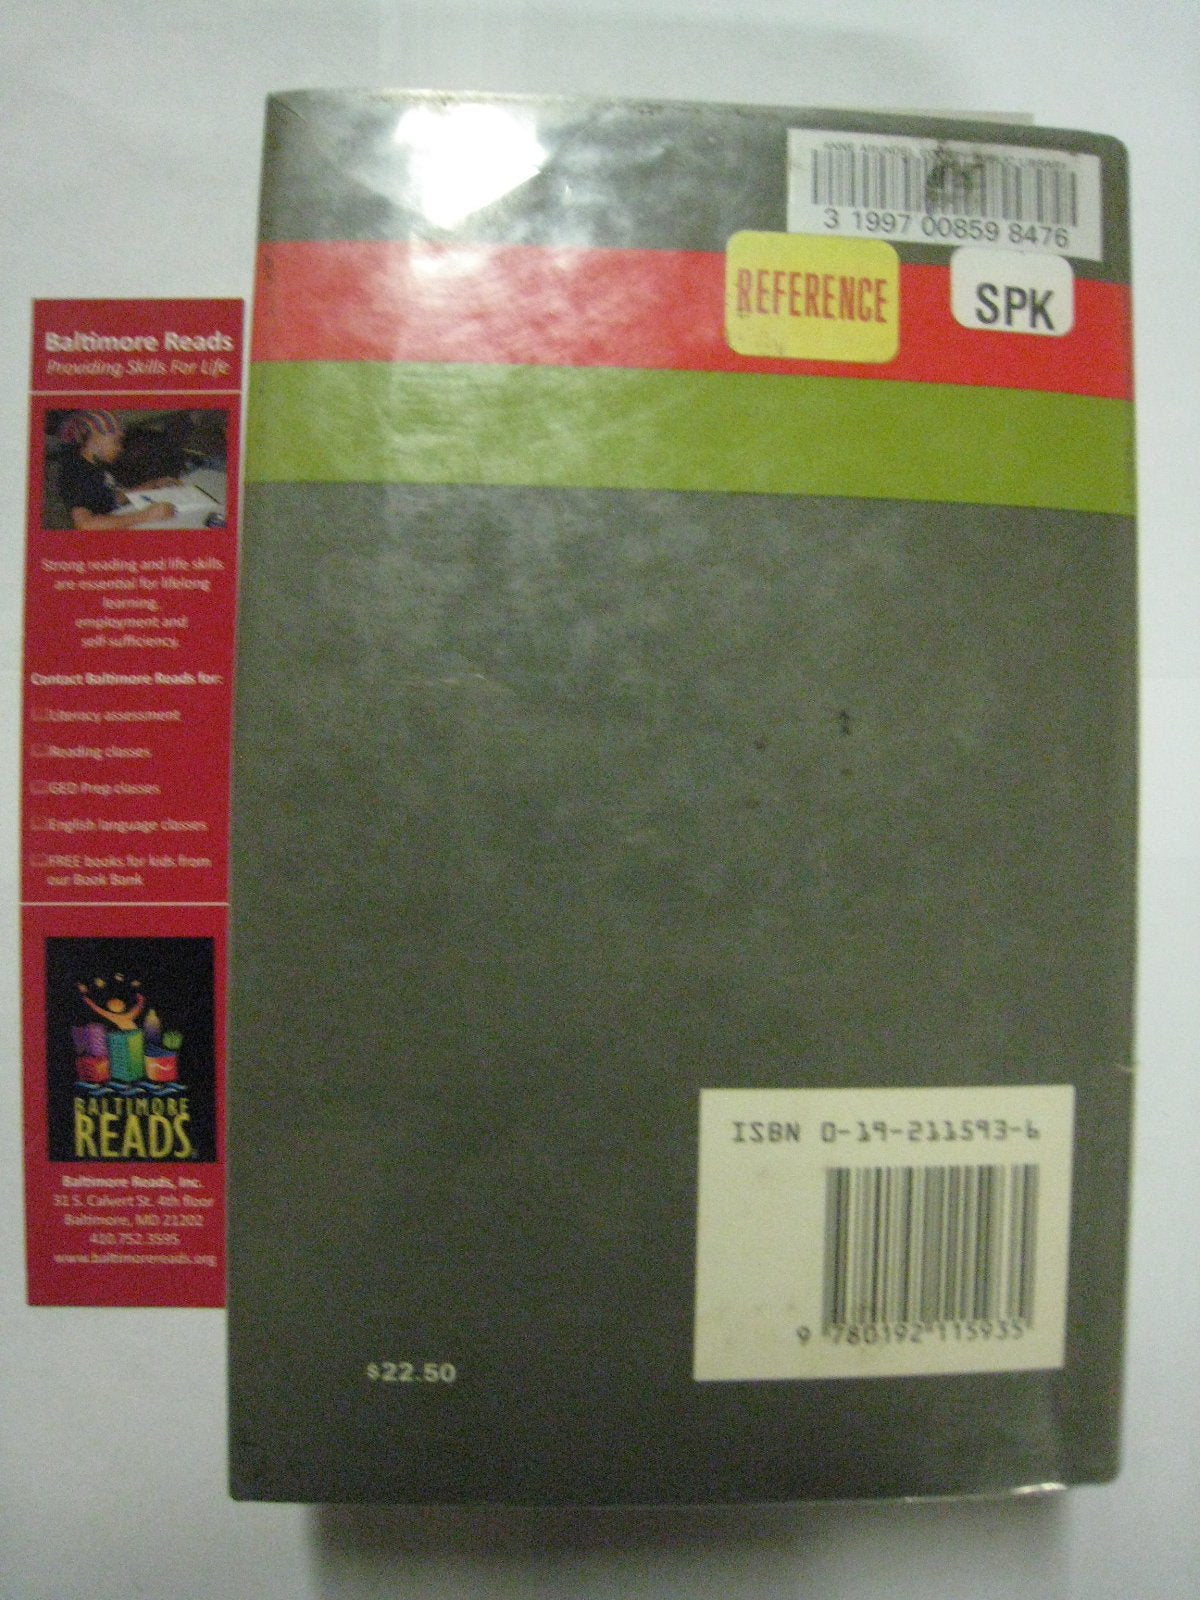 Baltimore Reads
Providing Skills For Life
Strong reading and life skills
are essential for lifelong
learning,
employment and
self-sufficiency.
Contact Baltimore Reads for:
Literacy assessment
Reading classes
GED Prep classes
English language classes
FREE books for kids from
our Book Bank
BALTIMORE
READS
Baltimore Reads, Inc.
31 S. Calvert St. 4th floor
Baltimore, MD 21202
410.752.3595
www.baltimorereads.org
ANNE ARUNDEL PUBLIC LIBRARY
3 1997 00859 8476
REFERENCE
SPK
ISBN 0-19-211593-6
9 780192 115935
$22.50